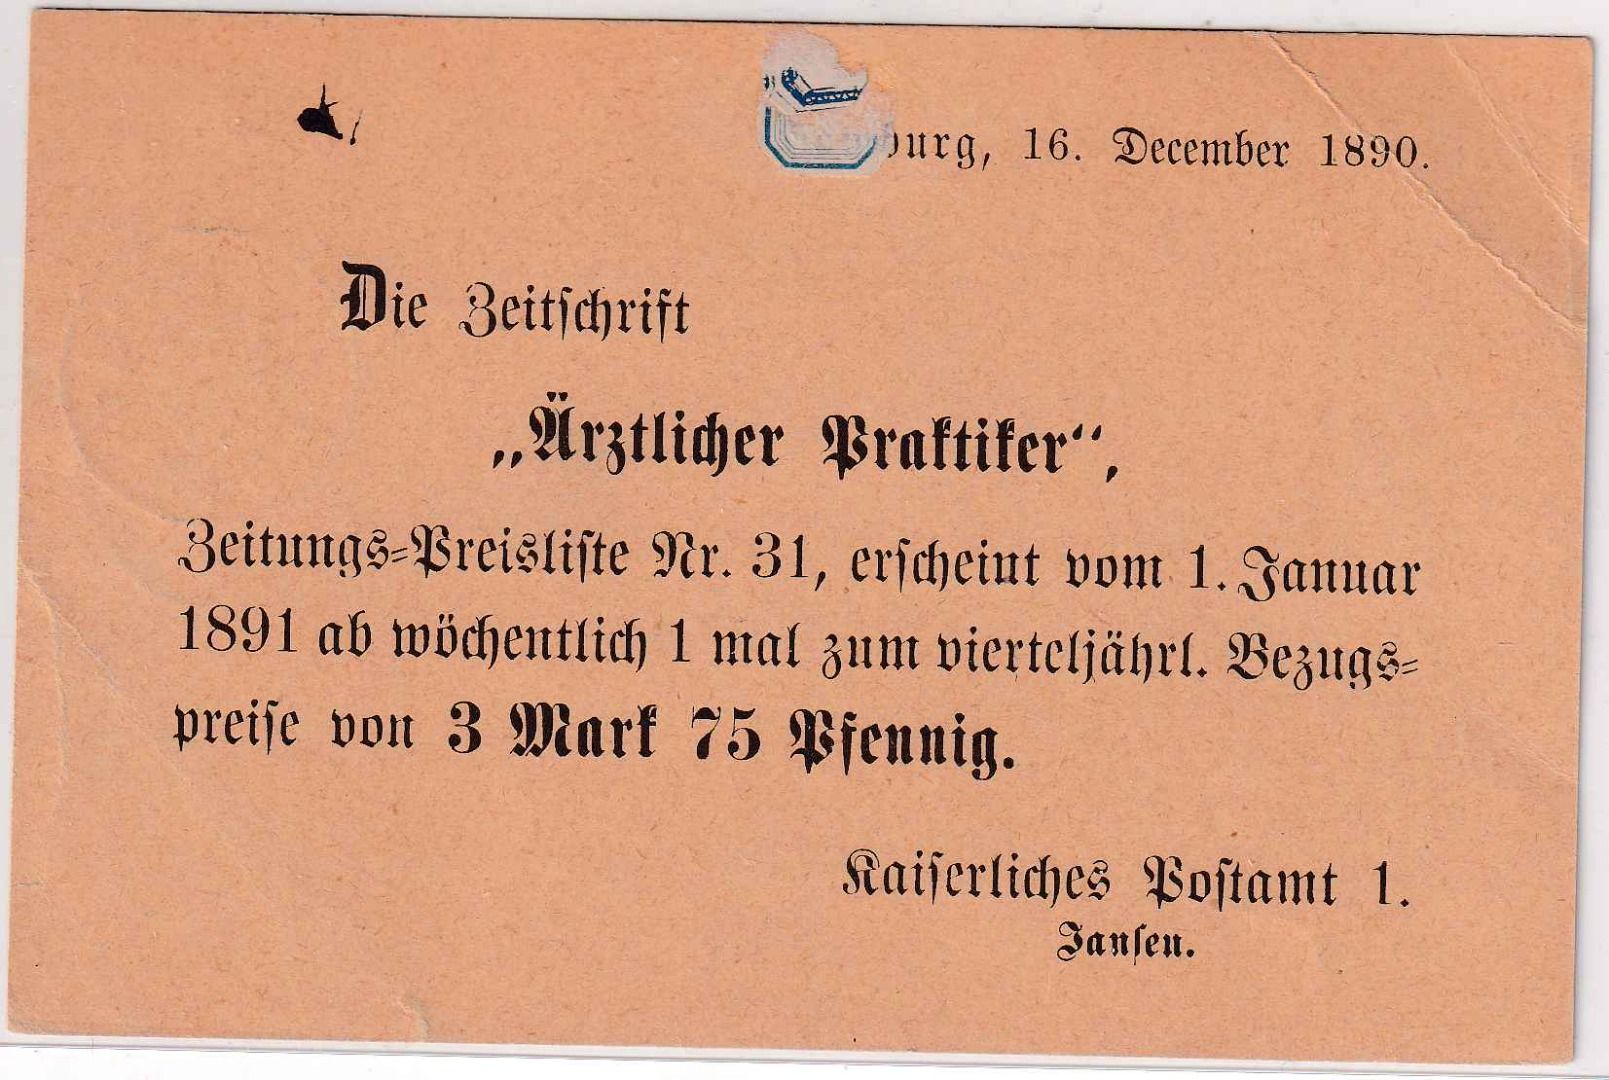 burg, 16. December 1890.
Die Zeitſchrift
„Ärztlicher Praktiker“,
Zeitungs=Preisliſte Nr. 31, erſcheint vom 1. Januar
1891 ab wöchentlich 1 mal zum vierteljährl. Bezugs=
preiſe von 3 Mark 75 Pfennig.
Kaiſerliches Poſtamt 1.
Janſen.